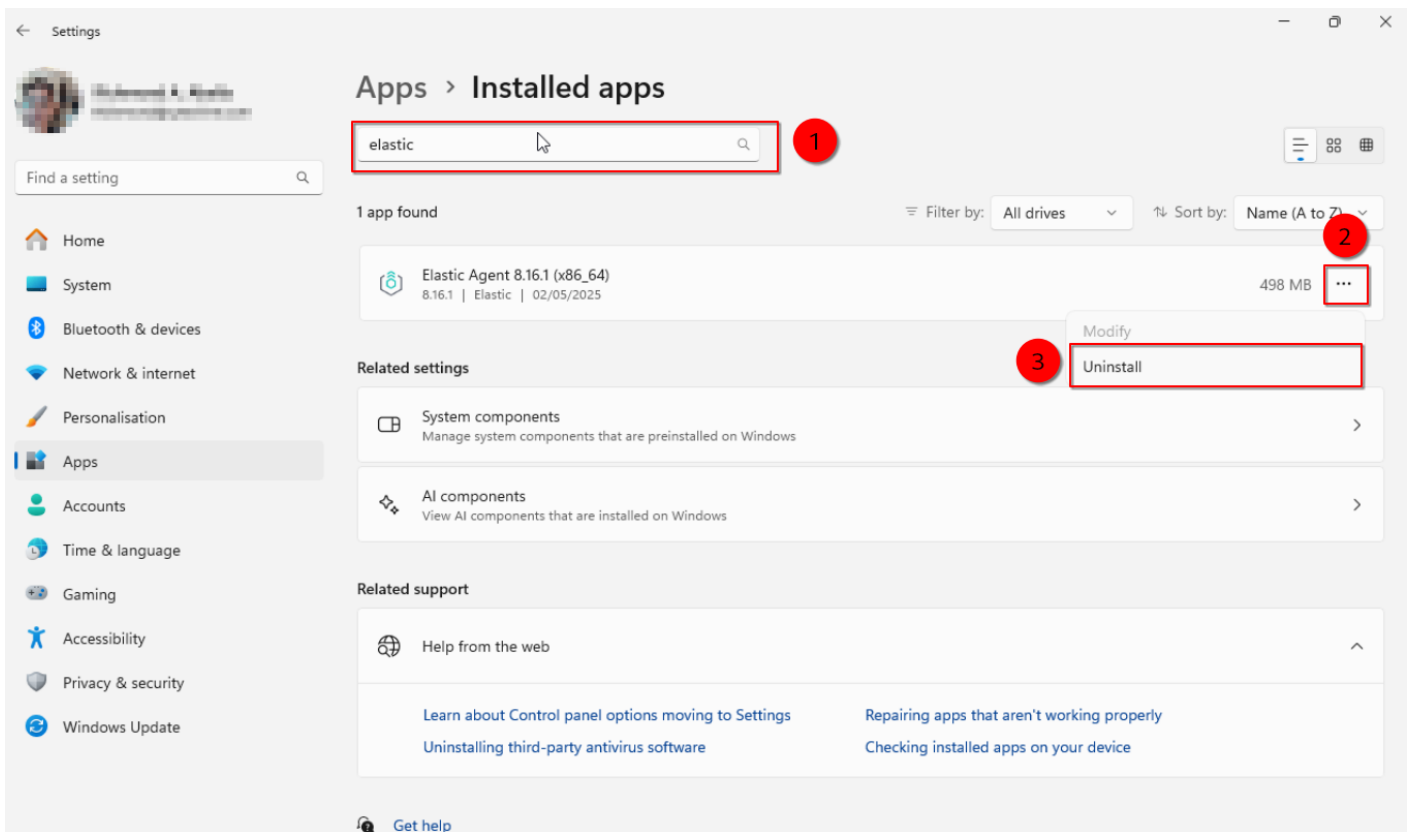 Settings
Apps > Installed apps
elastic
1
Find a setting
1 app found
Filter by: All drives
Sort by: Name (A to Z)
2
Home
System
Bluetooth & devices
Network & internet
Personalisation
Apps
Accounts
Time & language
Gaming
Accessibility
Privacy & security
Windows Update
Elastic Agent 8.16.1 (x86_64)
8.16.1 | Elastic | 02/05/2025
498 MB
Modify
3
Uninstall
Related settings
System components
Manage system components that are preinstalled on Windows
AI components
View AI components that are installed on Windows
Related support
Help from the web
Learn about Control panel options moving to Settings
Repairing apps that aren't working properly
Uninstalling third-party antivirus software
Checking installed apps on your device
Get help